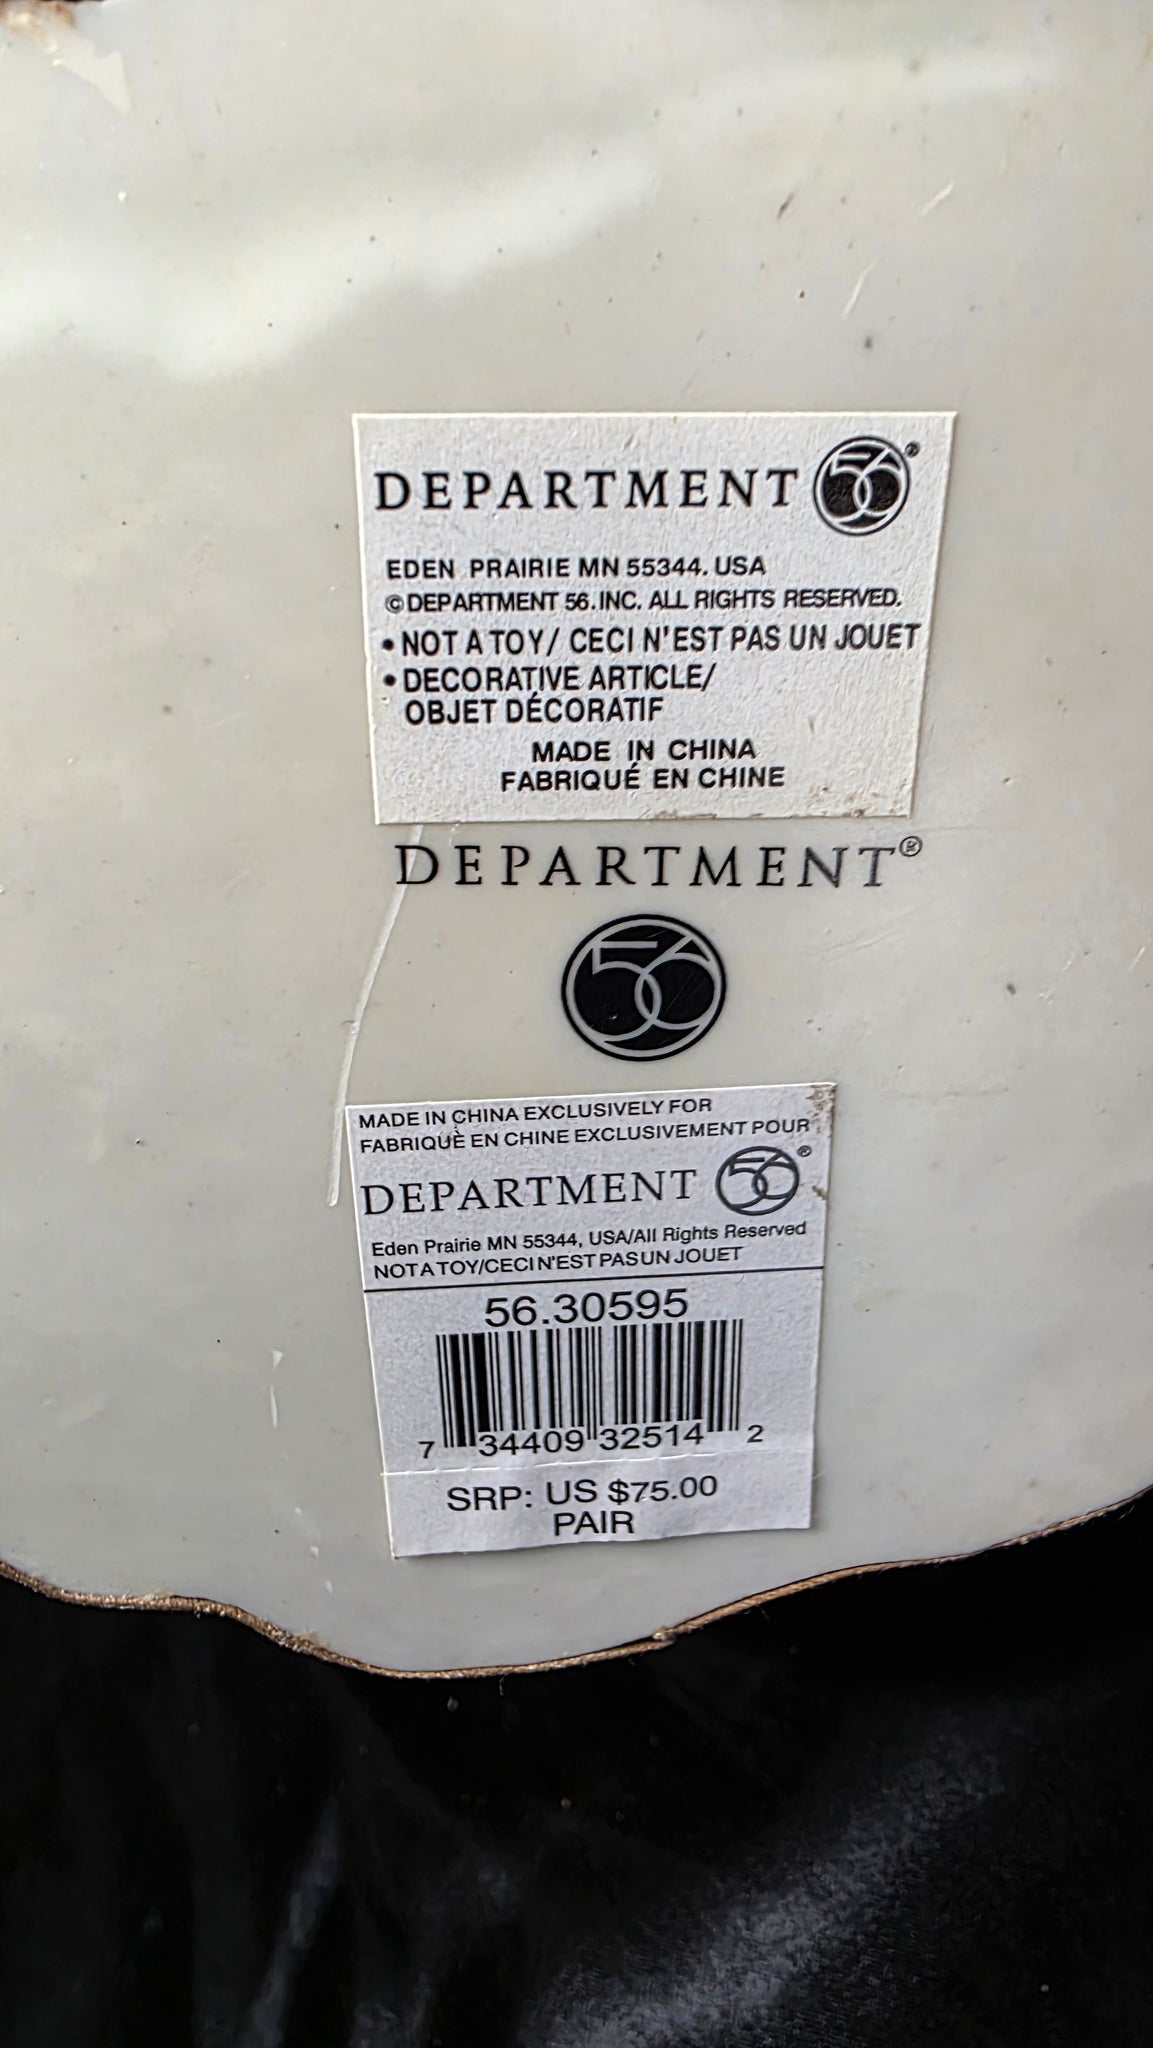 DEPARTMENT 56®
EDEN PRAIRIE MN 55344. USA
©DEPARTMENT 56. INC. ALL RIGHTS RESERVED.
• NOT A TOY/ CECI N'EST PAS UN JOUET
• DECORATIVE ARTICLE/
OBJET DÉCORATIF
MADE IN CHINA
FABRIQUÉ EN CHINE
DEPARTMENT®
56
MADE IN CHINA EXCLUSIVELY FOR
FABRIQUÈ EN CHINE EXCLUSIVEMENT POUR
DEPARTMENT 56®
Eden Prairie MN 55344, USA/All Rights Reserved
NOT A TOY/CECI N'EST PAS UN JOUET
56.30595
7 34409 32514 2
SRP: US $75.00
PAIR